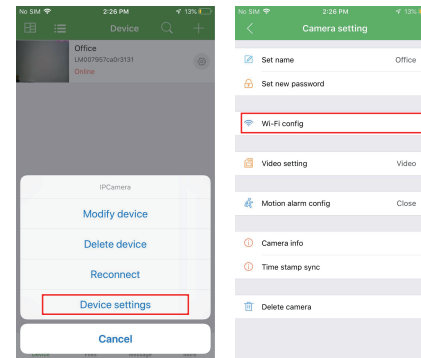 No SIM 2:26 PM 13%
Device
Office
LM007957ca0r3131
Online
IPCamera
Modify device
Delete device
Reconnect
Device settings
Cancel
No SIM 2:26 PM 13%
Camera setting
Set name Office
Set new password
Wi-Fi config
Video setting Video
Motion alarm config Close
Camera info
Time stamp sync
Delete camera